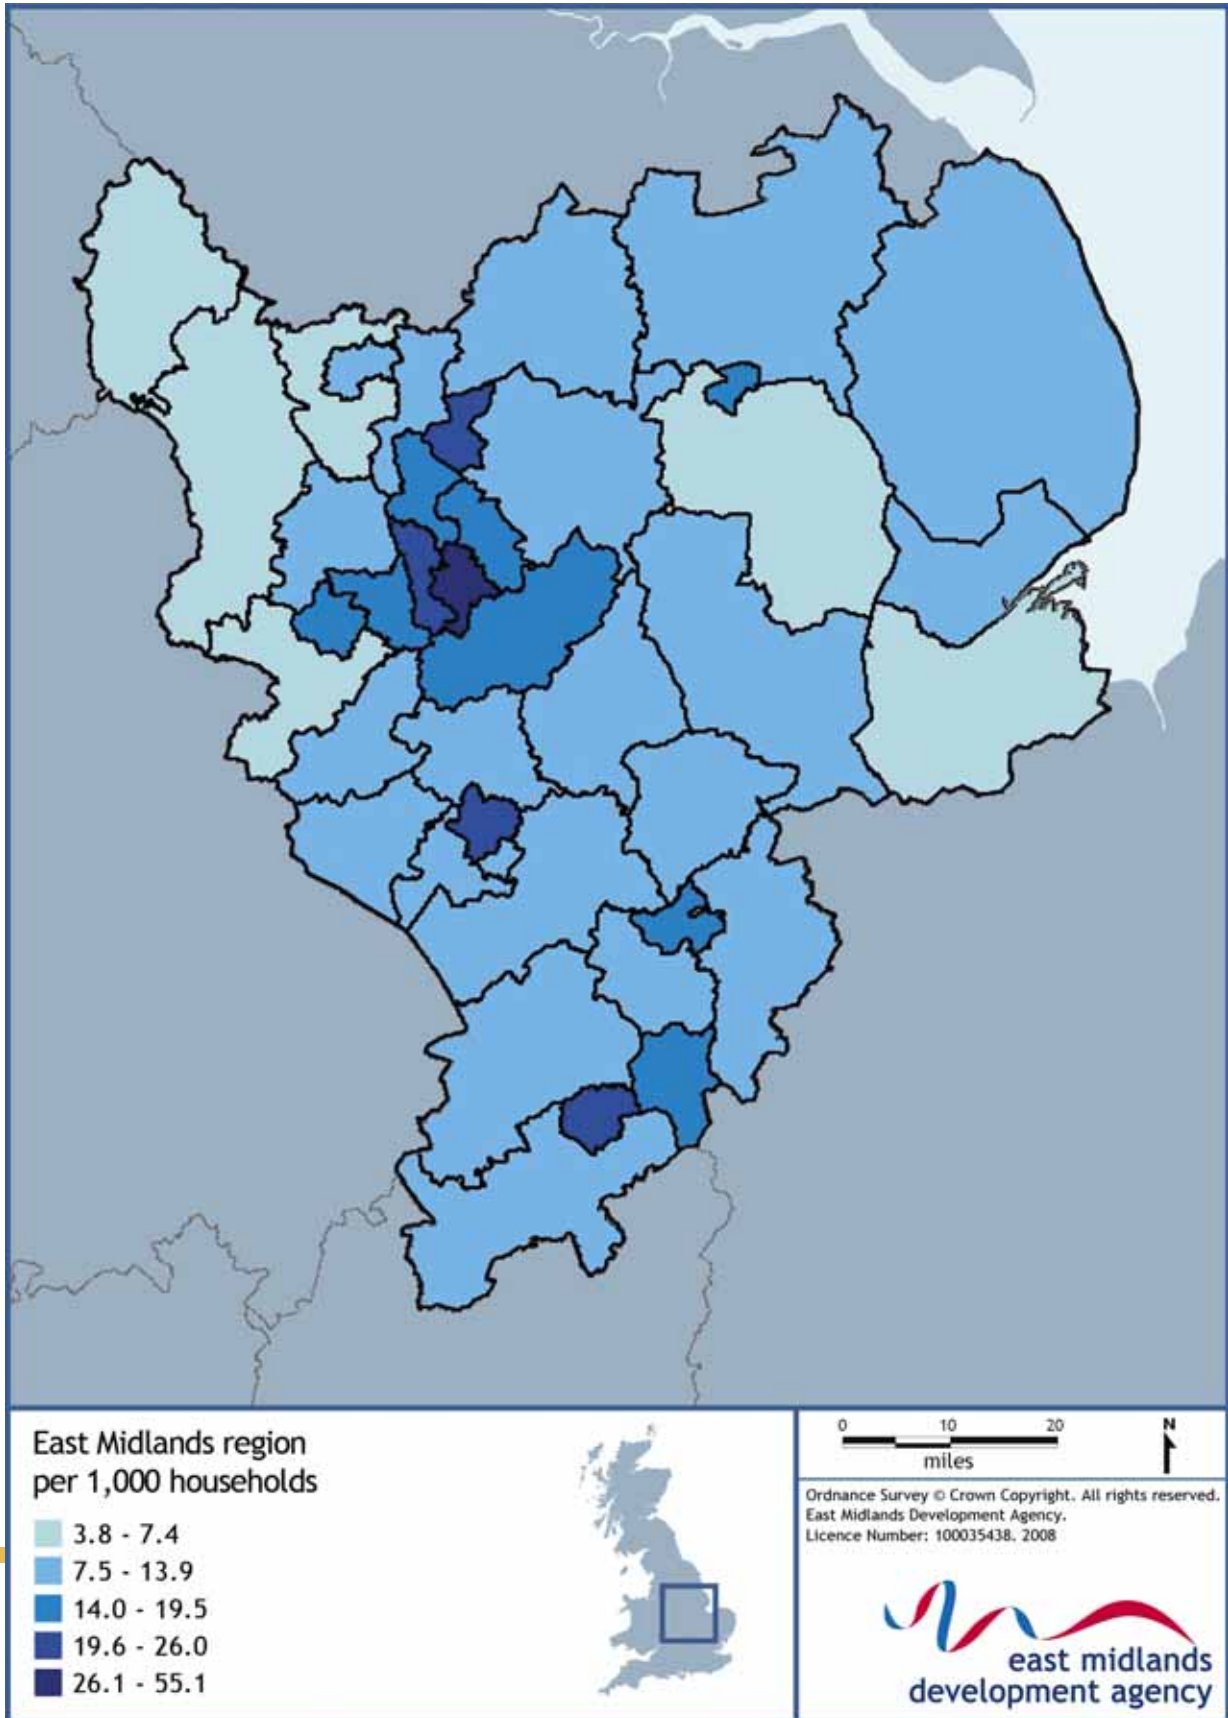 East Midlands region
per 1,000 households
3.8 - 7.4
7.5 - 13.9
14.0 - 19.5
19.6 - 26.0
26.1 - 55.1
0 10 20
miles
N
Ordnance Survey © Crown Copyright. All rights reserved.
East Midlands Development Agency.
Licence Number: 100035438. 2008
east midlands
development agency